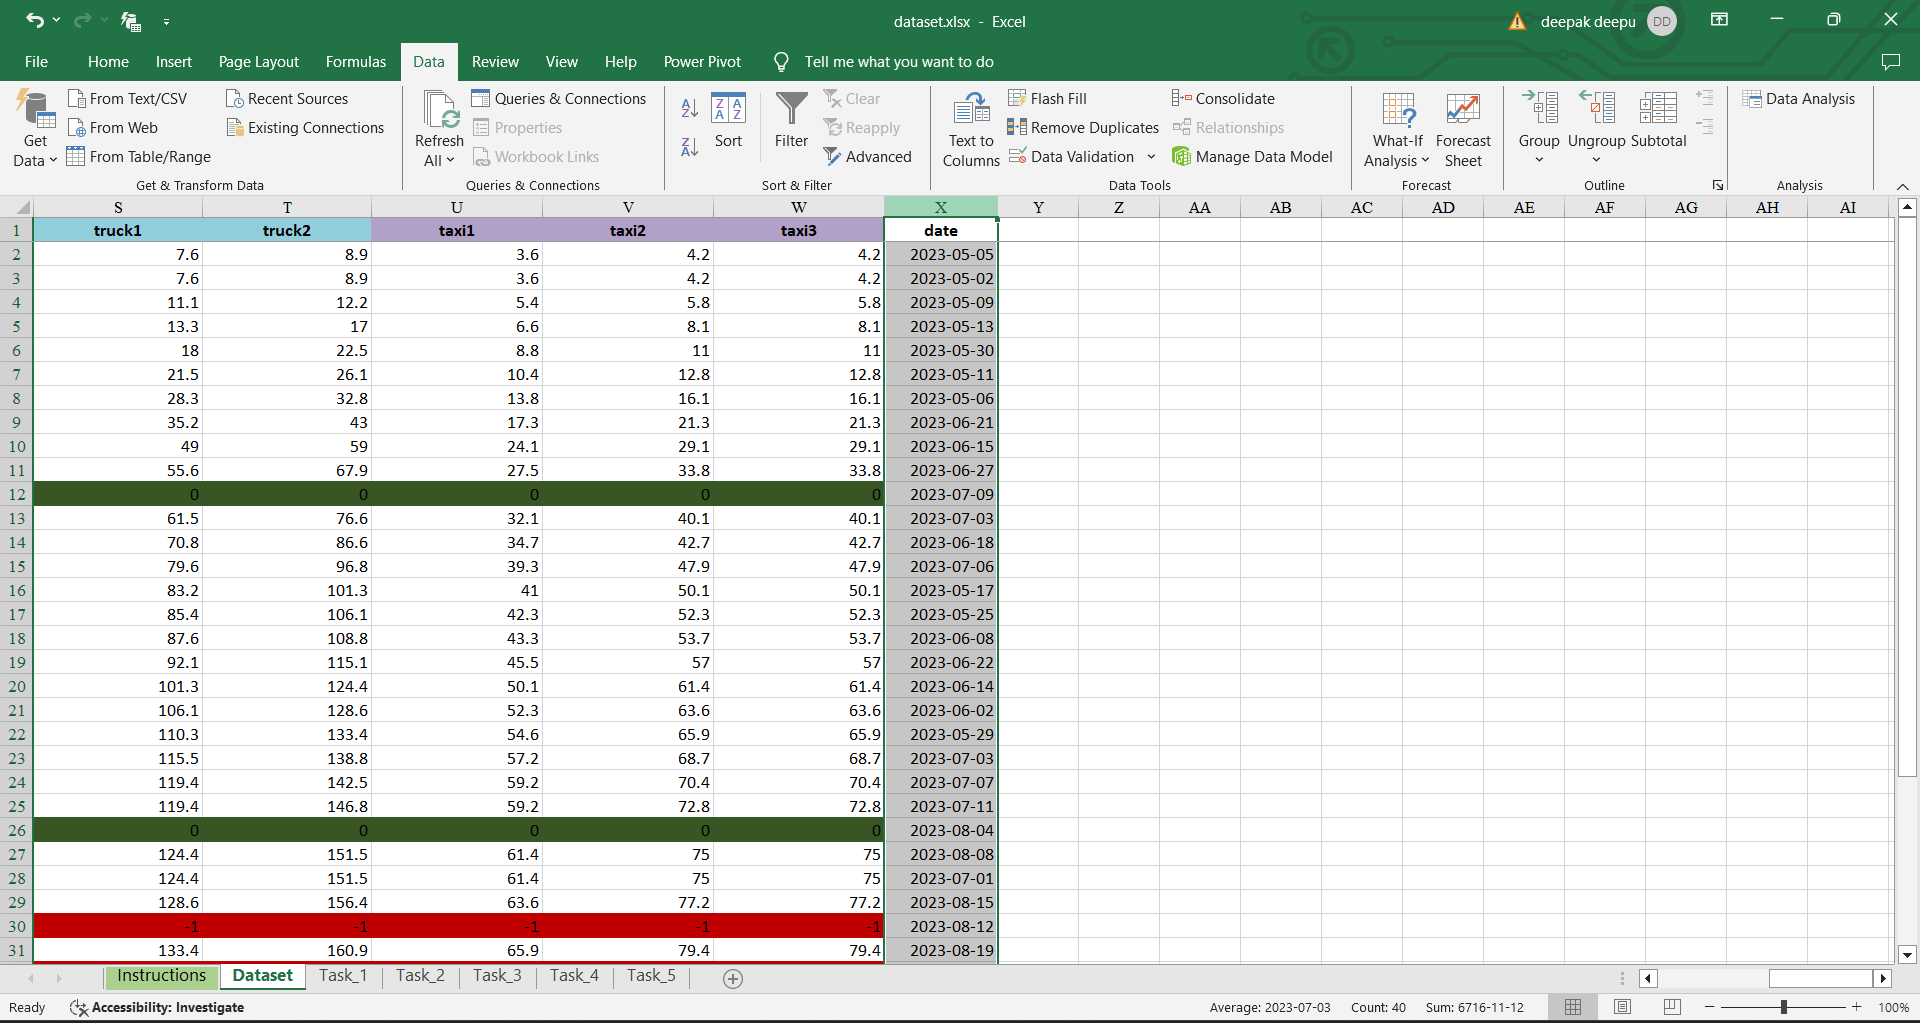 dataset.xlsx - Excel
deepak deepu DD
File Home Insert Page Layout Formulas Data Review View Help Power Pivot Tell me what you want to do
Get Data
From Text/CSV
From Web
From Table/Range
Recent Sources
Existing Connections
Get & Transform Data
Refresh All
Queries & Connections
Properties
Workbook Links
Queries & Connections
Sort
Filter
Clear
Reapply
Advanced
Sort & Filter
Text to Columns
Flash Fill
Remove Duplicates
Data Validation
Consolidate
Relationships
Manage Data Model
Data Tools
What-If Analysis
Forecast Sheet
Forecast
Group
Ungroup
Subtotal
Outline
Data Analysis
Analysis
S T U V W X Y Z AA AB AC AD AE AF AG AH AI
1 truck1 truck2 taxi1 taxi2 taxi3 date
2 7.6 8.9 3.6 4.2 4.2 2023-05-05
3 7.6 8.9 3.6 4.2 4.2 2023-05-02
4 11.1 12.2 5.4 5.8 5.8 2023-05-09
5 13.3 17 6.6 8.1 8.1 2023-05-13
6 18 22.5 8.8 11 11 2023-05-30
7 21.5 26.1 10.4 12.8 12.8 2023-05-11
8 28.3 32.8 13.8 16.1 16.1 2023-05-06
9 35.2 43 17.3 21.3 21.3 2023-06-21
10 49 59 24.1 29.1 29.1 2023-06-15
11 55.6 67.9 27.5 33.8 33.8 2023-06-27
12 0 0 0 0 0 2023-07-09
13 61.5 76.6 32.1 40.1 40.1 2023-07-03
14 70.8 86.6 34.7 42.7 42.7 2023-06-18
15 79.6 96.8 39.3 47.9 47.9 2023-07-06
16 83.2 101.3 41 50.1 50.1 2023-05-17
17 85.4 106.1 42.3 52.3 52.3 2023-05-25
18 87.6 108.8 43.3 53.7 53.7 2023-06-08
19 92.1 115.1 45.5 57 57 2023-06-22
20 101.3 124.4 50.1 61.4 61.4 2023-06-14
21 106.1 128.6 52.3 63.6 63.6 2023-06-02
22 110.3 133.4 54.6 65.9 65.9 2023-05-29
23 115.5 138.8 57.2 68.7 68.7 2023-07-03
24 119.4 142.5 59.2 70.4 70.4 2023-07-07
25 119.4 146.8 59.2 72.8 72.8 2023-07-11
26 0 0 0 0 0 2023-08-04
27 124.4 151.5 61.4 75 75 2023-08-08
28 124.4 151.5 61.4 75 75 2023-07-01
29 128.6 156.4 63.6 77.2 77.2 2023-08-15
30 -1 -1 -1 -1 -1 2023-08-12
31 133.4 160.9 65.9 79.4 79.4 2023-08-19
Instructions Dataset Task_1 Task_2 Task_3 Task_4 Task_5
Ready Accessibility: Investigate Average: 2023-07-03 Count: 40 Sum: 6716-11-12 100%